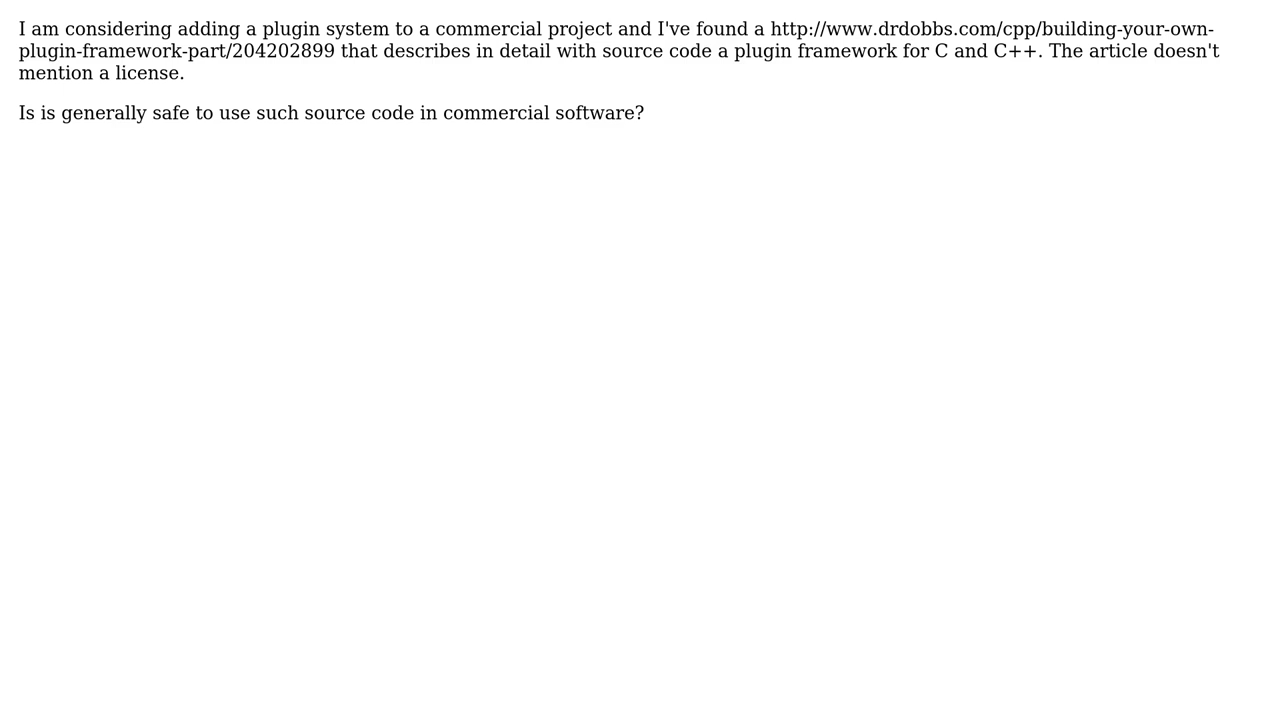 I am considering adding a plugin system to a commercial project and I've found a http://www.drdobbs.com/cpp/building-your-own-
plugin-framework-part/204202899 that describes in detail with source code a plugin framework for C and C++. The article doesn't
mention a license.
Is is generally safe to use such source code in commercial software?